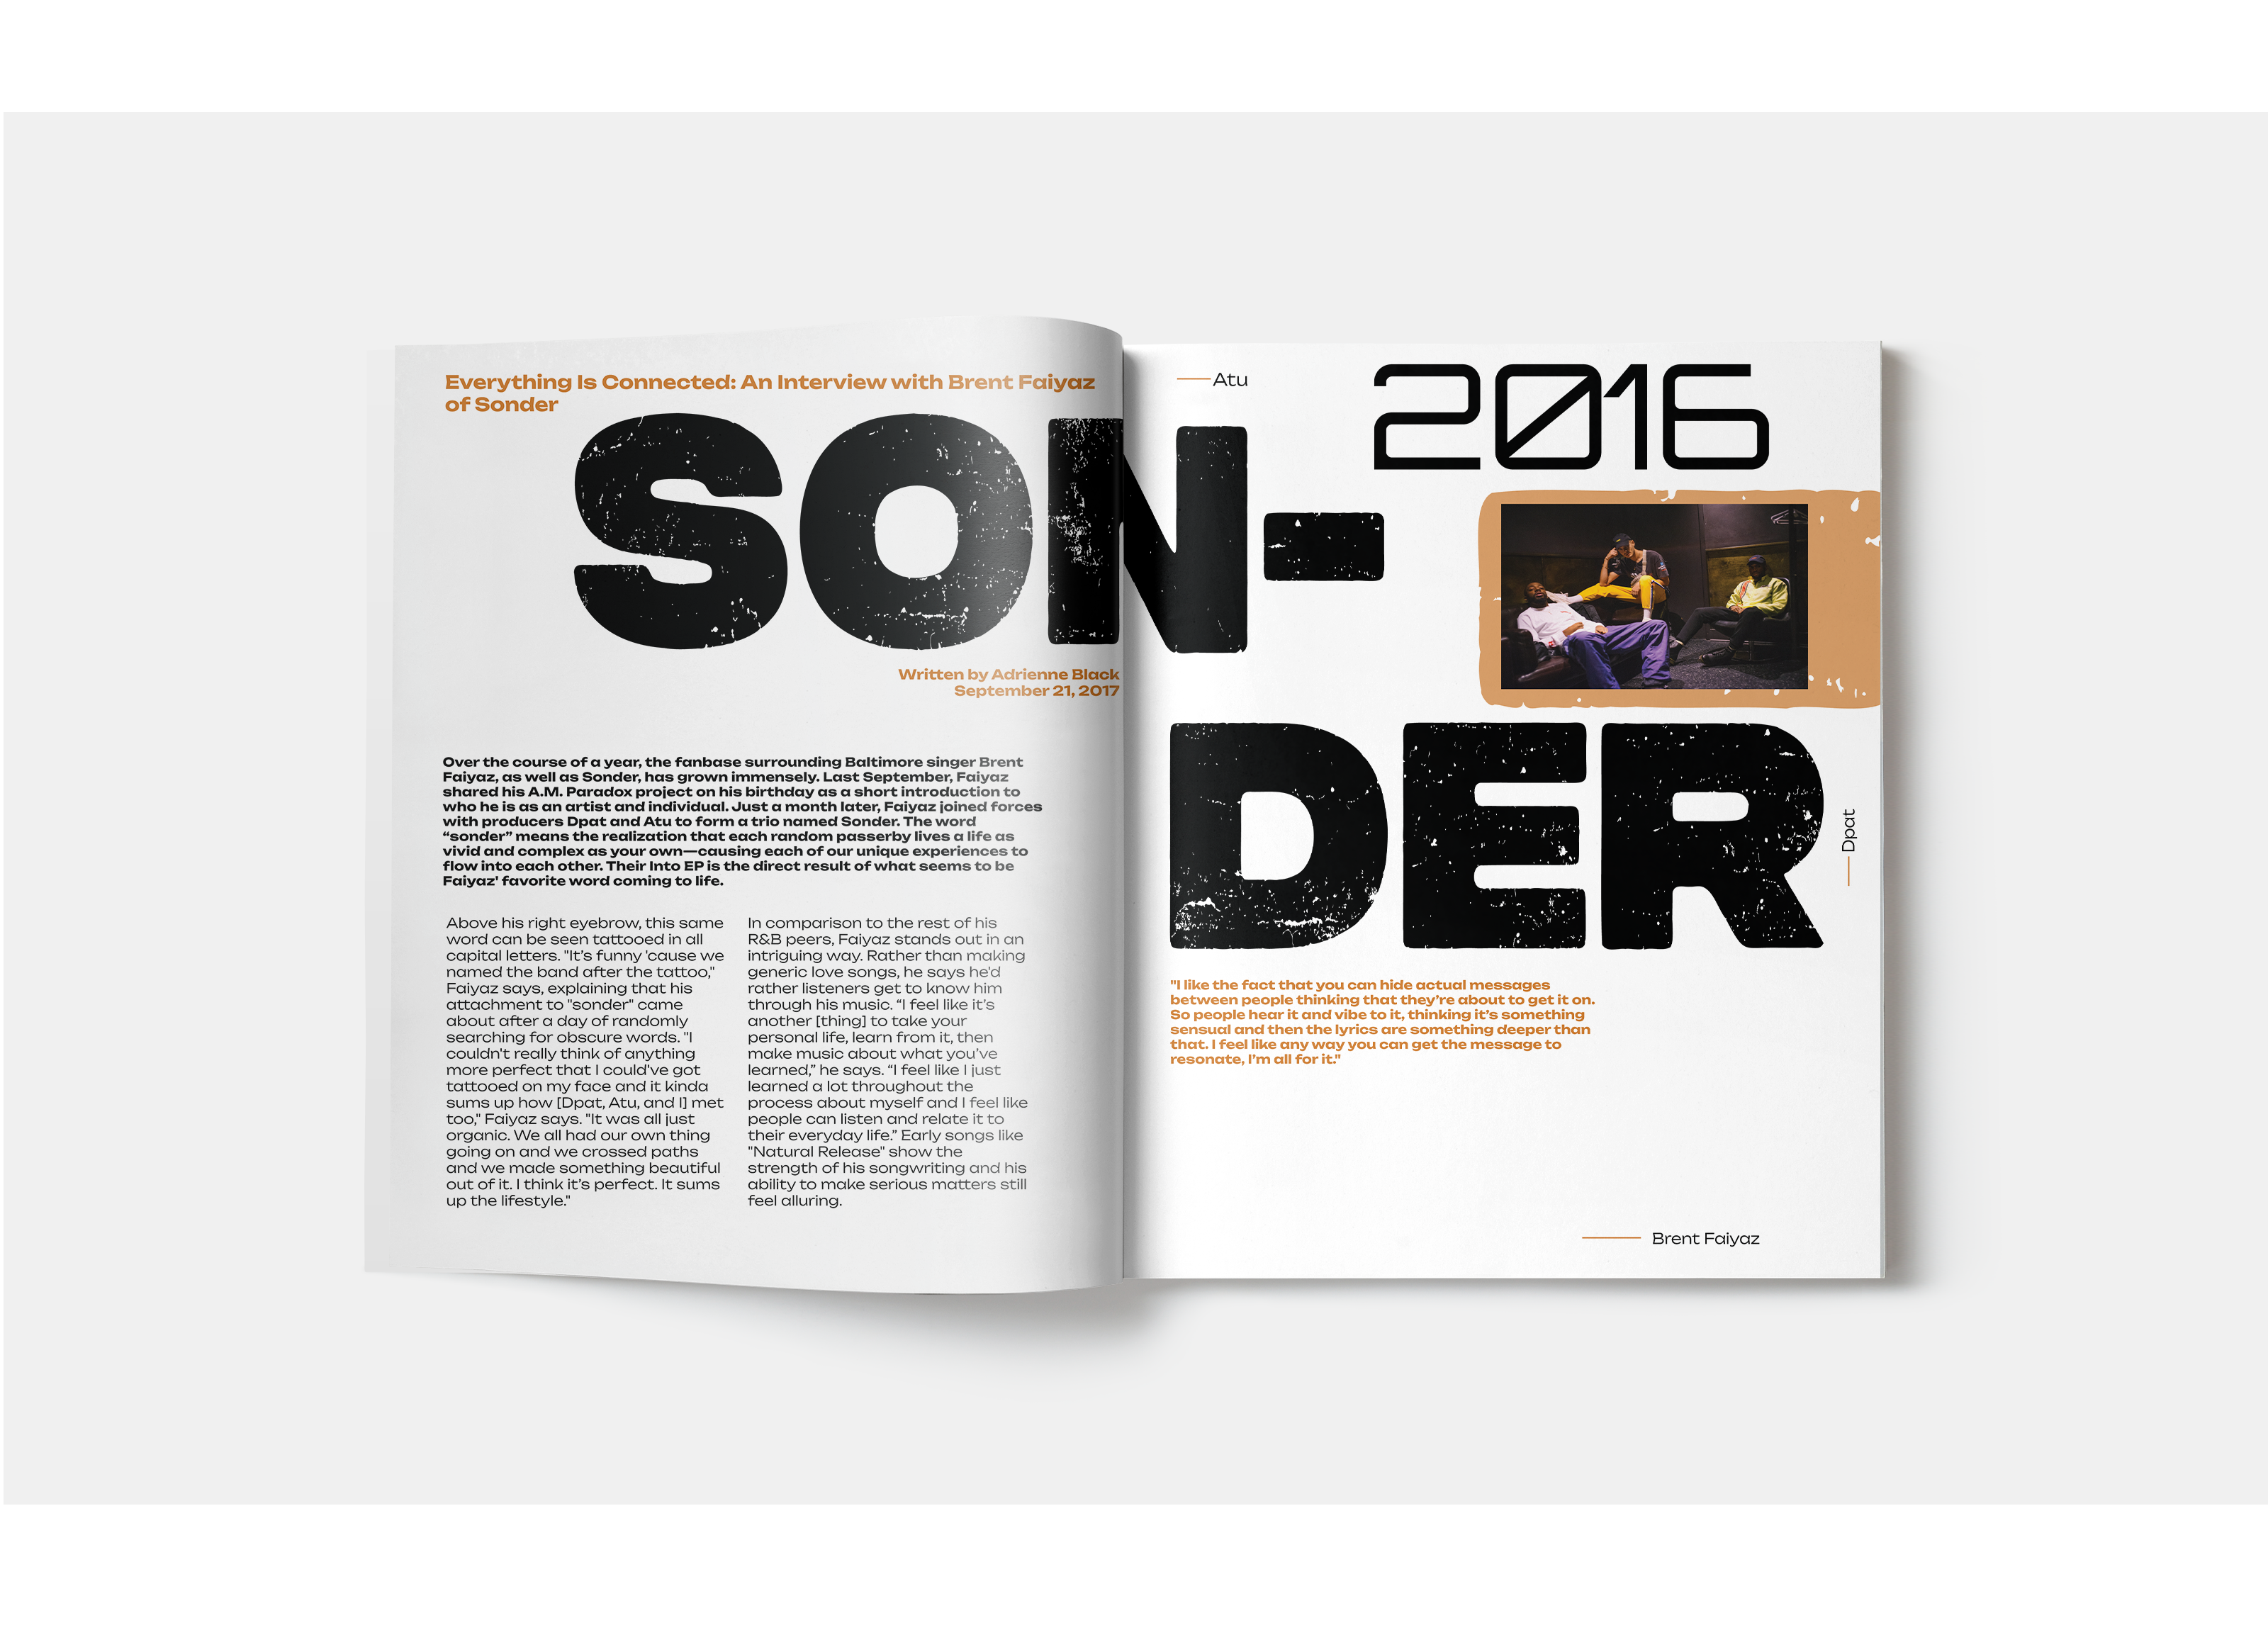 Everything Is Connected: An Interview with Brent Faiyaz
of Sonder
SON-
Written by Adrienne Black
September 21, 2017
Over the course of a year, the fanbase surrounding Baltimore singer Brent
Faiyaz, as well as Sonder, has grown immensely. Last September, Faiyaz
shared his A.M. Paradox project on his birthday as a short introduction to
who he is as an artist and individual. Just a month later, Faiyaz joined forces
with producers Dpat and Atu to form a trio named Sonder. The word
“sonder” means the realization that each random passerby lives a life as
vivid and complex as your own—causing each of our unique experiences to
flow into each other. Their Into EP is the direct result of what seems to be
Faiyaz' favorite word coming to life.
Above his right eyebrow, this same
word can be seen tattooed in all
capital letters. "It’s funny 'cause we
named the band after the tattoo,"
Faiyaz says, explaining that his
attachment to "sonder" came
about after a day of randomly
searching for obscure words. "I
couldn't really think of anything
more perfect that I could've got
tattooed on my face and it kinda
sums up how [Dpat, Atu, and I] met
too," Faiyaz says. "It was all just
organic. We all had our own thing
going on and we crossed paths
and we made something beautiful
out of it. I think it’s perfect. It sums
up the lifestyle."
In comparison to the rest of his
R&B peers, Faiyaz stands out in an
intriguing way. Rather than making
generic love songs, he says he'd
rather listeners get to know him
through his music. “I feel like it’s
another [thing] to take your
personal life, learn from it, then
make music about what you’ve
learned,” he says. “I feel like I just
learned a lot throughout the
process about myself and I feel like
people can listen and relate it to
their everyday life.” Early songs like
"Natural Release" show the
strength of his songwriting and his
ability to make serious matters still
feel alluring.
Atu
2016
DER
Dpat
"I like the fact that you can hide actual messages
between people thinking that they’re about to get it on.
So people hear it and vibe to it, thinking it’s something
sensual and then the lyrics are something deeper than
that. I feel like any way you can get the message to
resonate, I’m all for it."
Brent Faiyaz